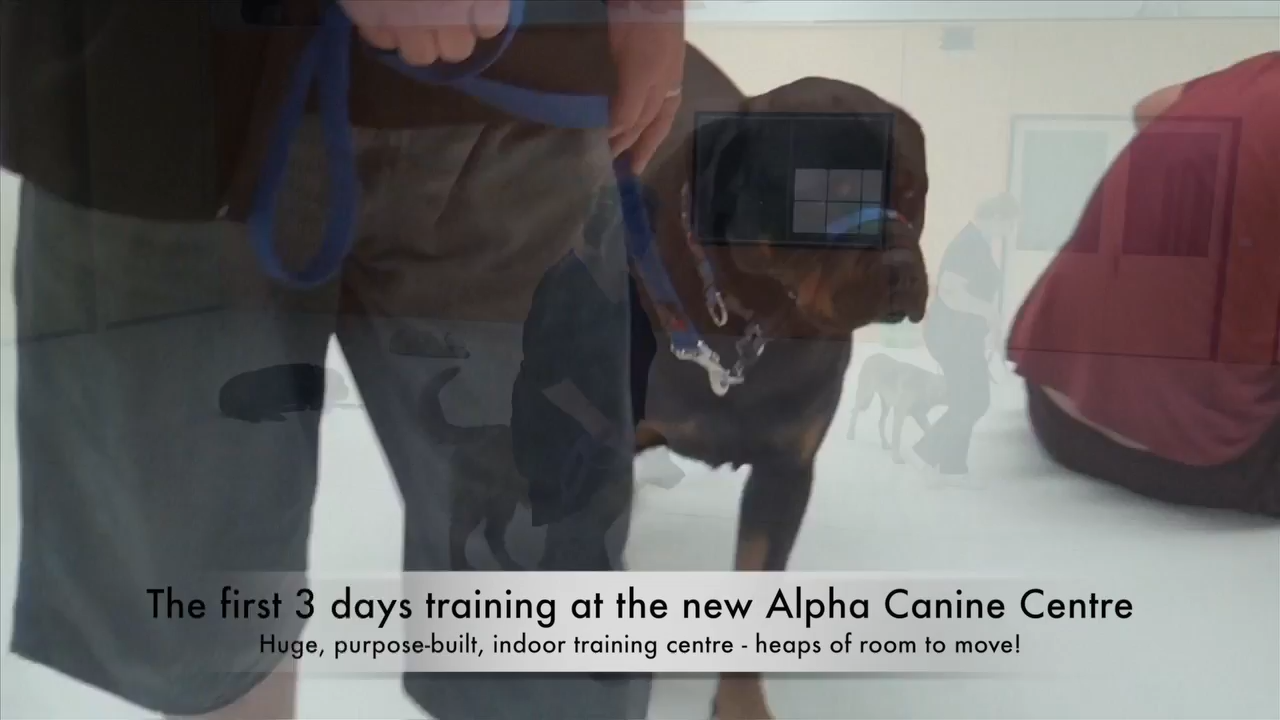 The first 3 days training at the new Alpha Canine Centre
Huge, purpose-built, indoor training centre - heaps of room to move!